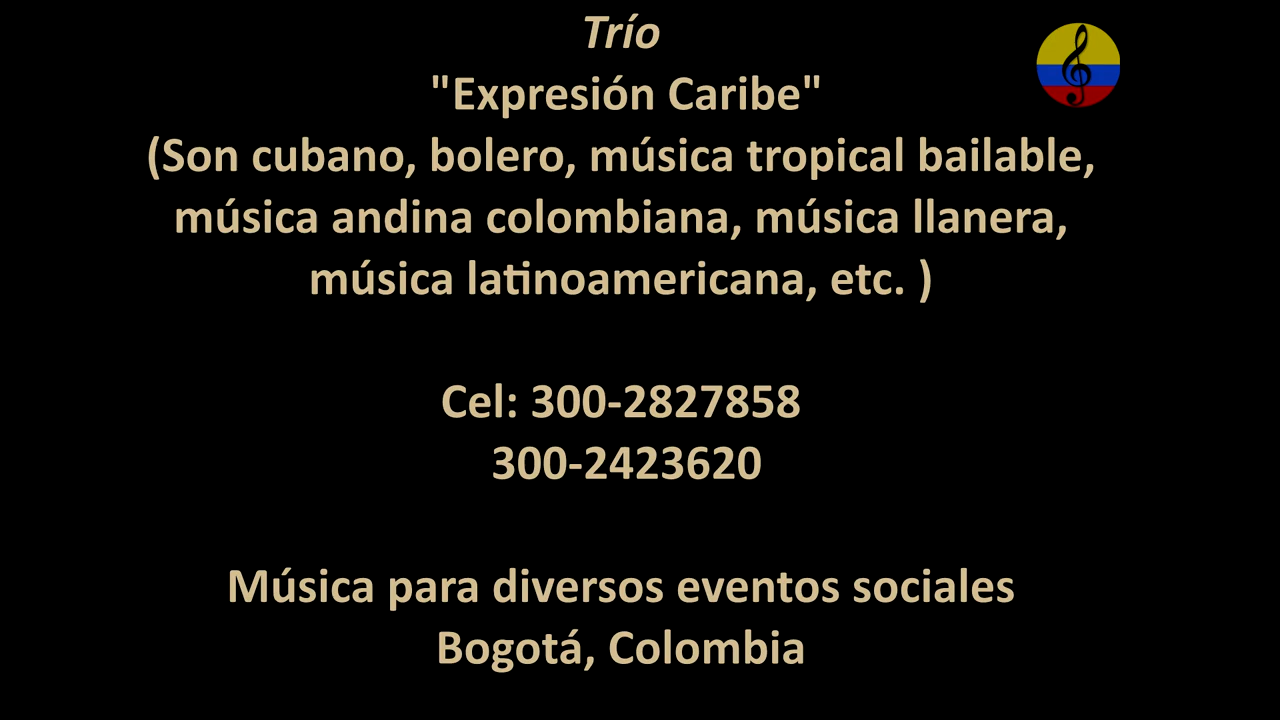 Trío
"Expresión Caribe"
(Son cubano, bolero, música tropical bailable,
música andina colombiana, música llanera,
música latinoamericana, etc. )
Cel: 300-2827858
300-2423620
Música para diversos eventos sociales
Bogotá, Colombia